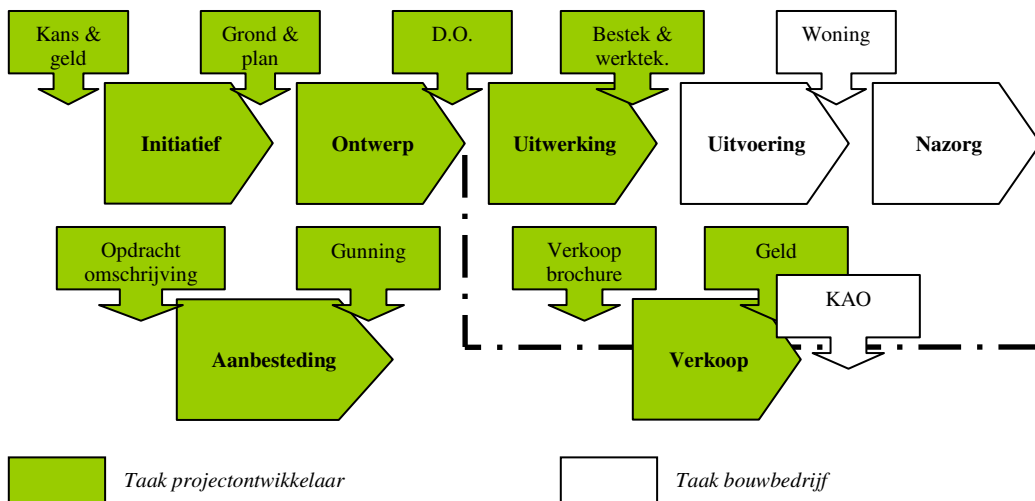 Kans &
geld
Grond &
plan
D.O.
Bestek &
werktek.
Woning
Initiatief
Ontwerp
Uitwerking
Uitvoering
Nazorg
Opdracht
omschrijving
Gunning
Verkoop
brochure
Geld
KAO
Aanbesteding
Verkoop
Taak projectontwikkelaar
Taak bouwbedrijf